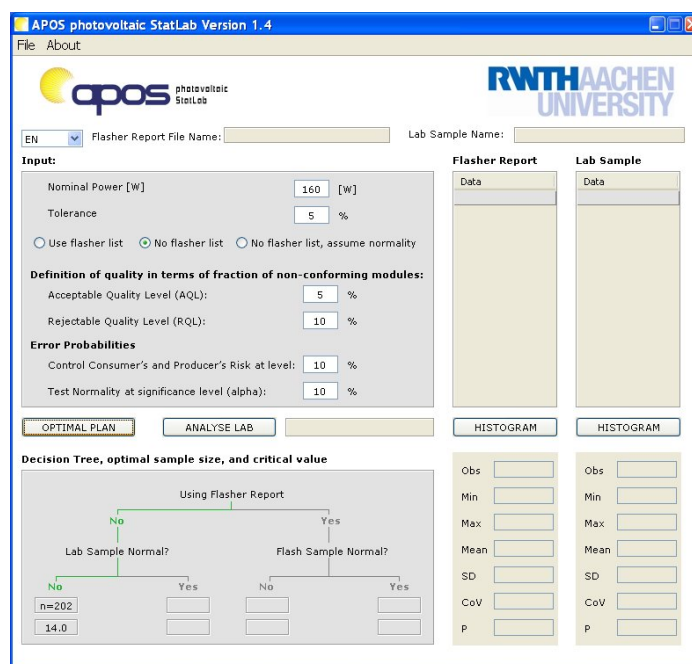 APOS photovoltaic StatLab Version 1.4
File About
apos photovoltaic StatLab
RWTHAACHEN
UNIVERSITY
EN Flasher Report File Name: Lab Sample Name:
Input: Flasher Report Lab Sample
Data Data
Nominal Power [W] 160 [W]
Tolerance 5 %
Use flasher list No flasher list No flasher list, assume normality
Definition of quality in terms of fraction of non-conforming modules:
Acceptable Quality Level (AQL): 5 %
Rejectable Quality Level (RQL): 10 %
Error Probabilities
Control Consumer's and Producer's Risk at level: 10 %
Test Normality at significance level (alpha): 10 %
OPTIMAL PLAN ANALYSE LAB HISTOGRAM HISTOGRAM
Decision Tree, optimal sample size, and critical value
Obs Obs
Using Flasher Report Min Min
No Yes Max Max
Lab Sample Normal? Flash Sample Normal? Mean Mean
SD SD
No Yes No Yes
n=202 CoV CoV
14.0 P P